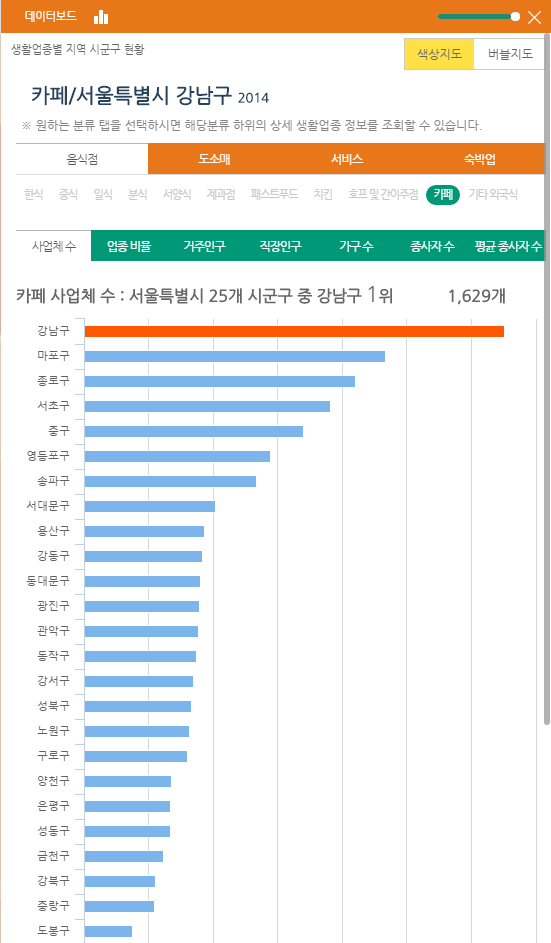 데이터보드
생활업종별 지역 시군구 현황
색상지도 버블지도
카페/서울특별시 강남구 2014
※ 원하는 분류 탭을 선택하시면 해당분류 하위의 상세 생활업종 정보를 조회할 수 있습니다.
음식점 도소매 서비스 숙박업
한식 중식 일식 분식 서양식 제과점 패스트푸드 치킨 호프 및 간이주점 카페 기타 외국식
사업체 수 업종 비율 거주인구 직장인구 가구 수 종사자 수 평균 종사자 수
카페 사업체 수 : 서울특별시 25개 시군구 중 강남구 1위 1,629개
강남구
마포구
종로구
서초구
중구
영등포구
송파구
서대문구
용산구
강동구
동대문구
광진구
관악구
동작구
강서구
성북구
노원구
구로구
양천구
은평구
성동구
금천구
강북구
중랑구
도봉구